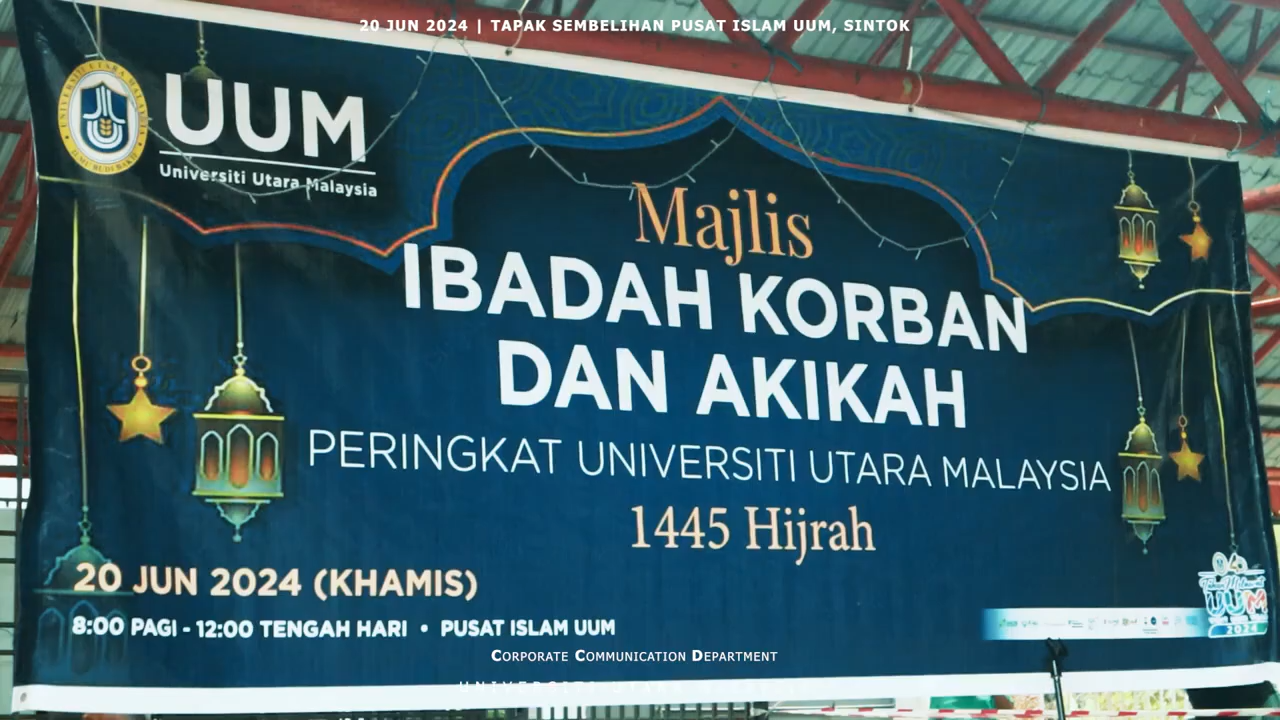 20 JUN 2024 | TAPAK SEMBELIHAN PUSAT ISLAM UUM, SINTOK
UUM
Universiti Utara Malaysia
Majlis
IBADAH KORBAN
DAN AKIKAH
PERINGKAT UNIVERSITI UTARA MALAYSIA
1445 Hijrah
20 JUN 2024 (KHAMIS)
8:00 PAGI - 12:00 TENGAH HARI • PUSAT ISLAM UUM
UUM
2024
Corporate Communication Department